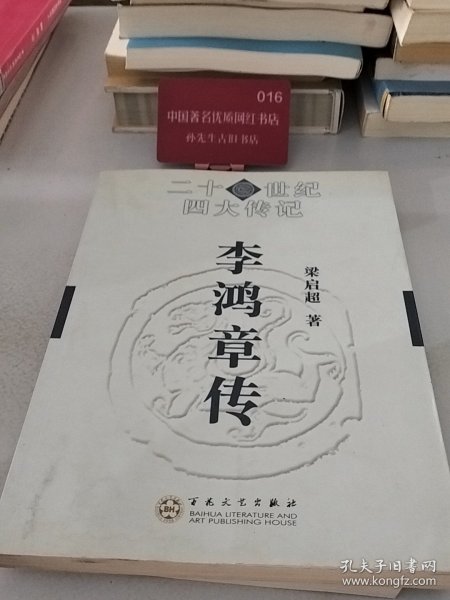 016
中国著名优质网红书店
孙先生古旧书店
二十世纪
四大传记
李鸿章传
梁启超 著
BH
百花文艺出版社
BAIHUA LITERATURE AND
ART PUBLISHING HOUSE
孔夫子旧书网
www.kongfz.com